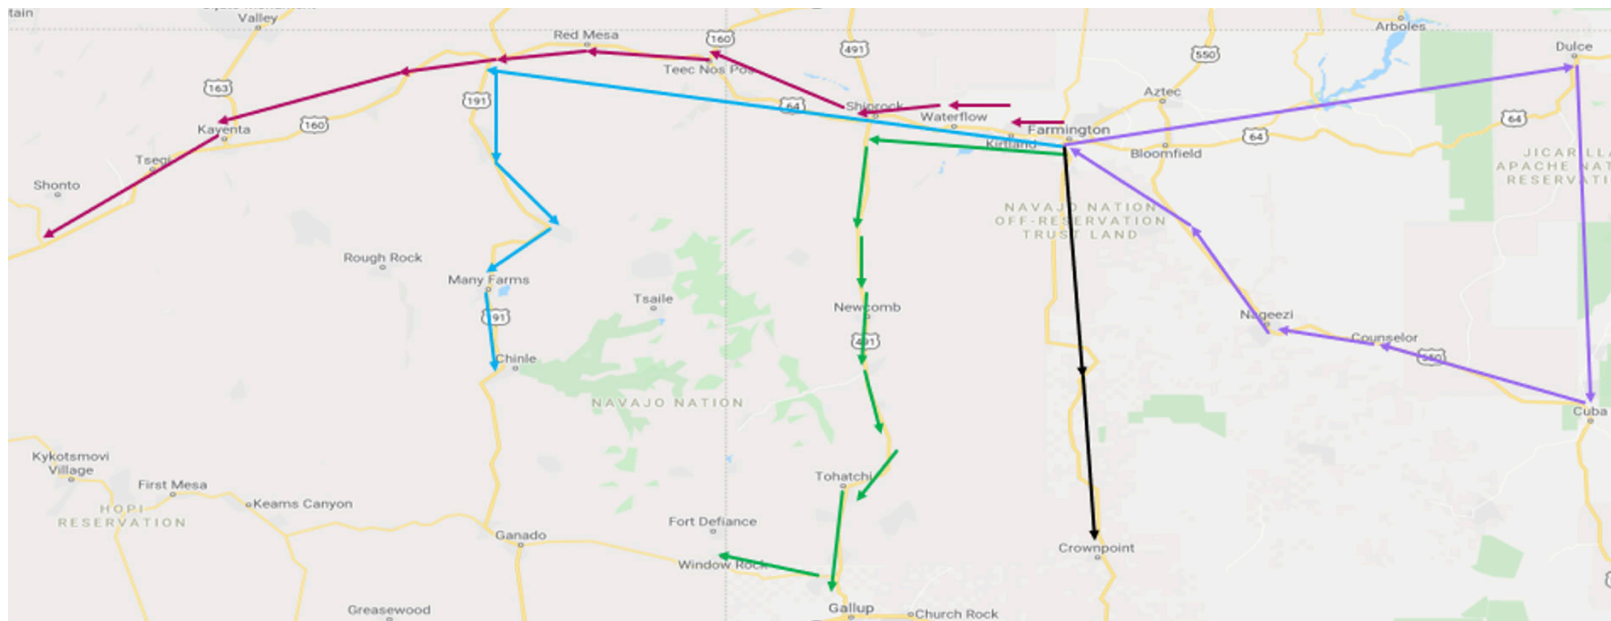 tain
Valley
Arboles
Red Mesa
160
491
550
Dulce
Teec Nos Pos
163
191
64
Shiprock
Aztec
Waterflow
64
Kayenta
160
Farmington
64
Kirtland
Bloomfield
Tsegi
JICARILLA
APACHE NAT
RESERVATI
Shonto
NAVAJO NATION
OFF-RESERVATION
TRUST LAND
Rough Rock
Many Farms
Tsaile
Newcomb
191
Nageezi
491
Counselor
550
Chinle
NAVAJO NATION
Cuba
Kykotsmovi
Village
First Mesa
Tohatchi
Keams Canyon
HOPI
RESERVATION
Fort Defiance
Ganado
Crownpoint
Window Rock
Greasewood
Gallup
Church Rock